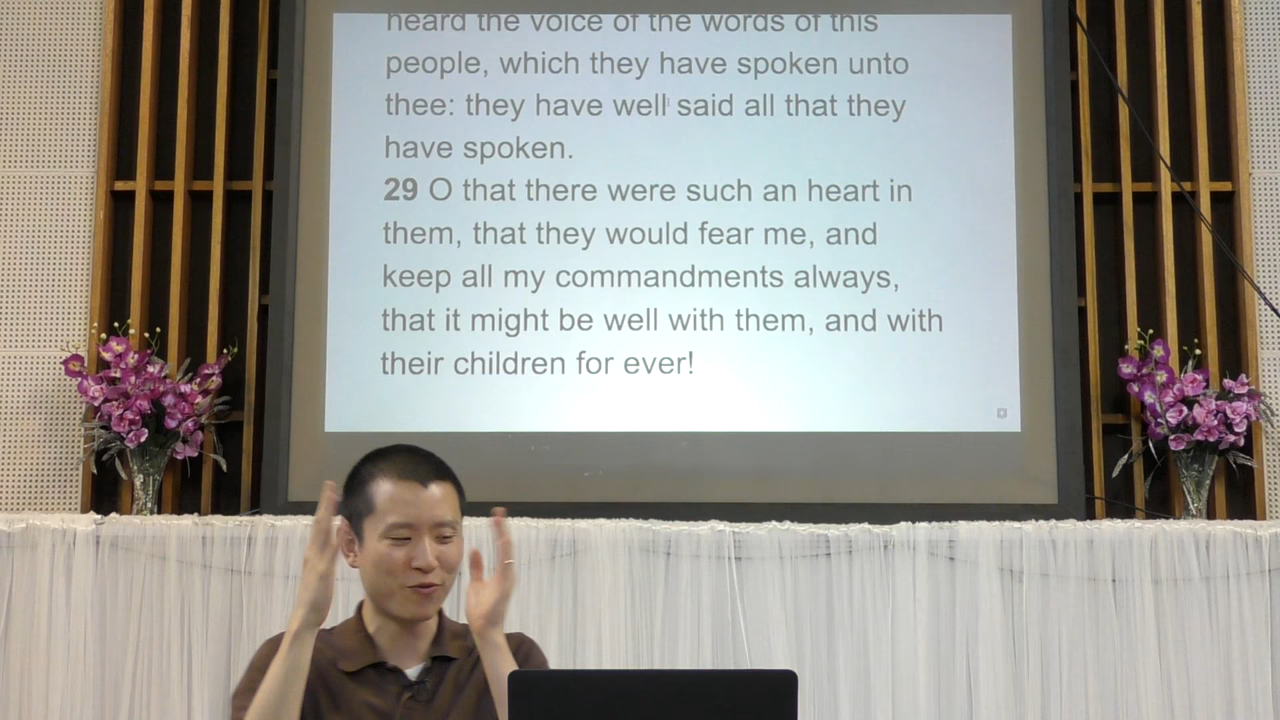 heard the voice of the words of this
people, which they have spoken unto
thee: they have well said all that they
have spoken.
29 O that there were such an heart in
them, that they would fear me, and
keep all my commandments always,
that it might be well with them, and with
their children for ever!